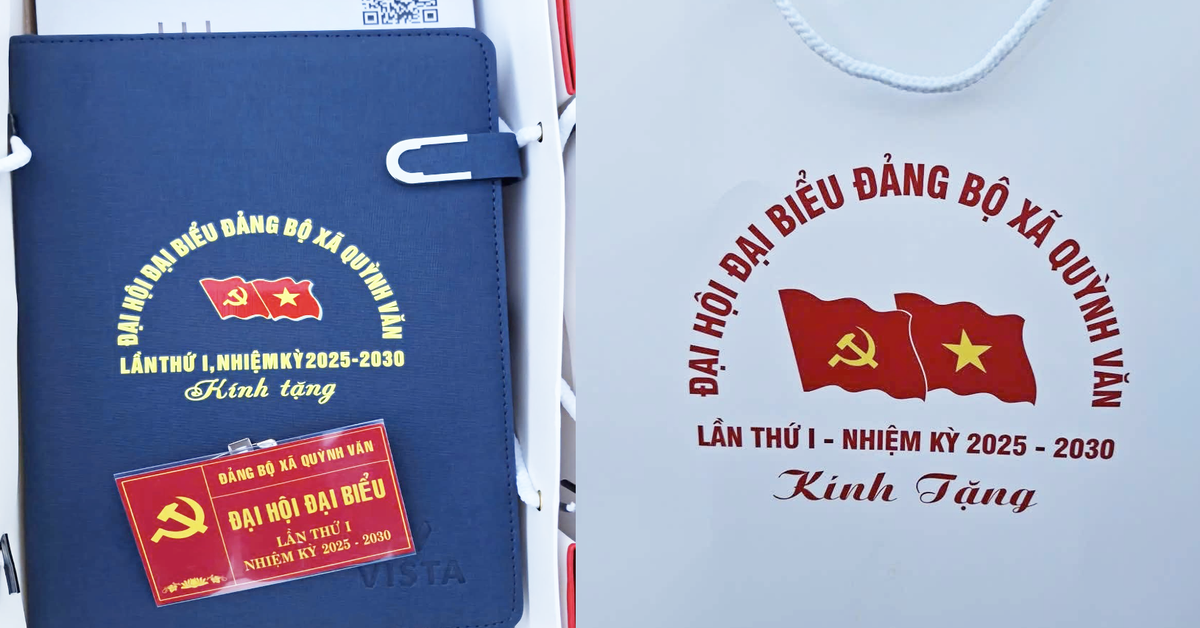 ĐẠI HỘI ĐẠI BIỂU ĐẢNG BỘ XÃ QUỲNH VĂN
LẦN THỨ I, NHIỆM KỲ 2025-2030
Kính tặng
ĐẢNG BỘ XÃ QUỲNH VĂN
ĐẠI HỘI ĐẠI BIỂU
LẦN THỨ I
NHIỆM KỲ 2025 - 2030
VISTA
ĐẠI HỘI ĐẠI BIỂU ĐẢNG BỘ XÃ QUỲNH VĂN
LẦN THỨ I - NHIỆM KỲ 2025 - 2030
Kính Tặng